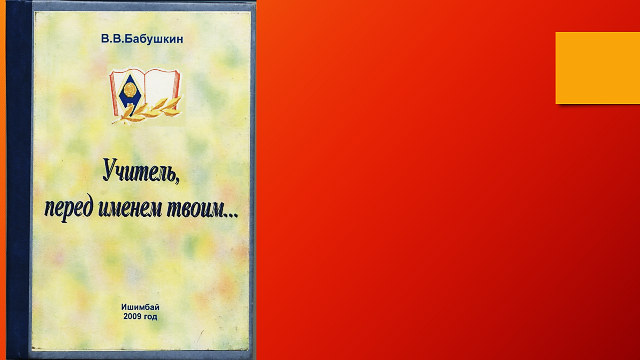 В.В.Бабушкин
Учитель,
перед именем твоим...
Ишимбай
2009 год